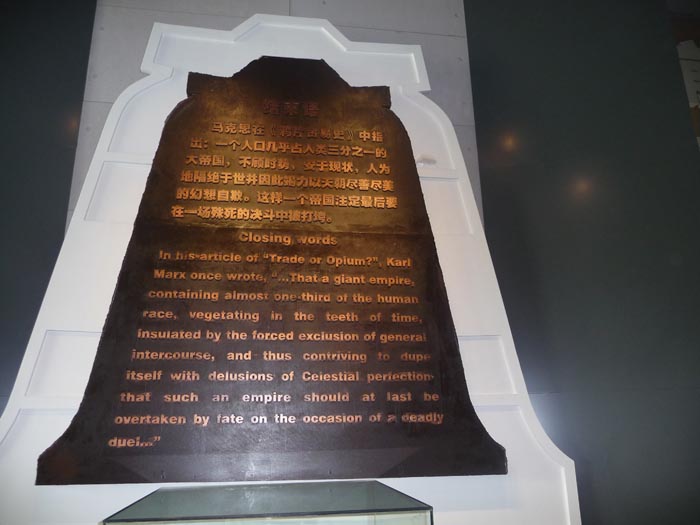 结束语
马克思在《鸦片贸易史》中指
出：一个人口几乎占人类三分之一的
大帝国，不顾时势，安于现状，人为
地隔绝于世并因此竭力以天朝尽善尽美
的幻想自欺。这样一个帝国注定最后要
在一场殊死的决斗中被打垮。
Closing words
In his article of "Trade or Opium?", Karl
Marx once wrote, "...That a giant empire,
containing almost one-third of the human
race, vegetating in the teeth of time,
insulated by the forced exclusion of general
intercourse, and thus contriving to dupe
itself with delusions of Celestial perfection-
that such an empire should at last be
overtaken by fate on the occasion of a deadly
duel..."